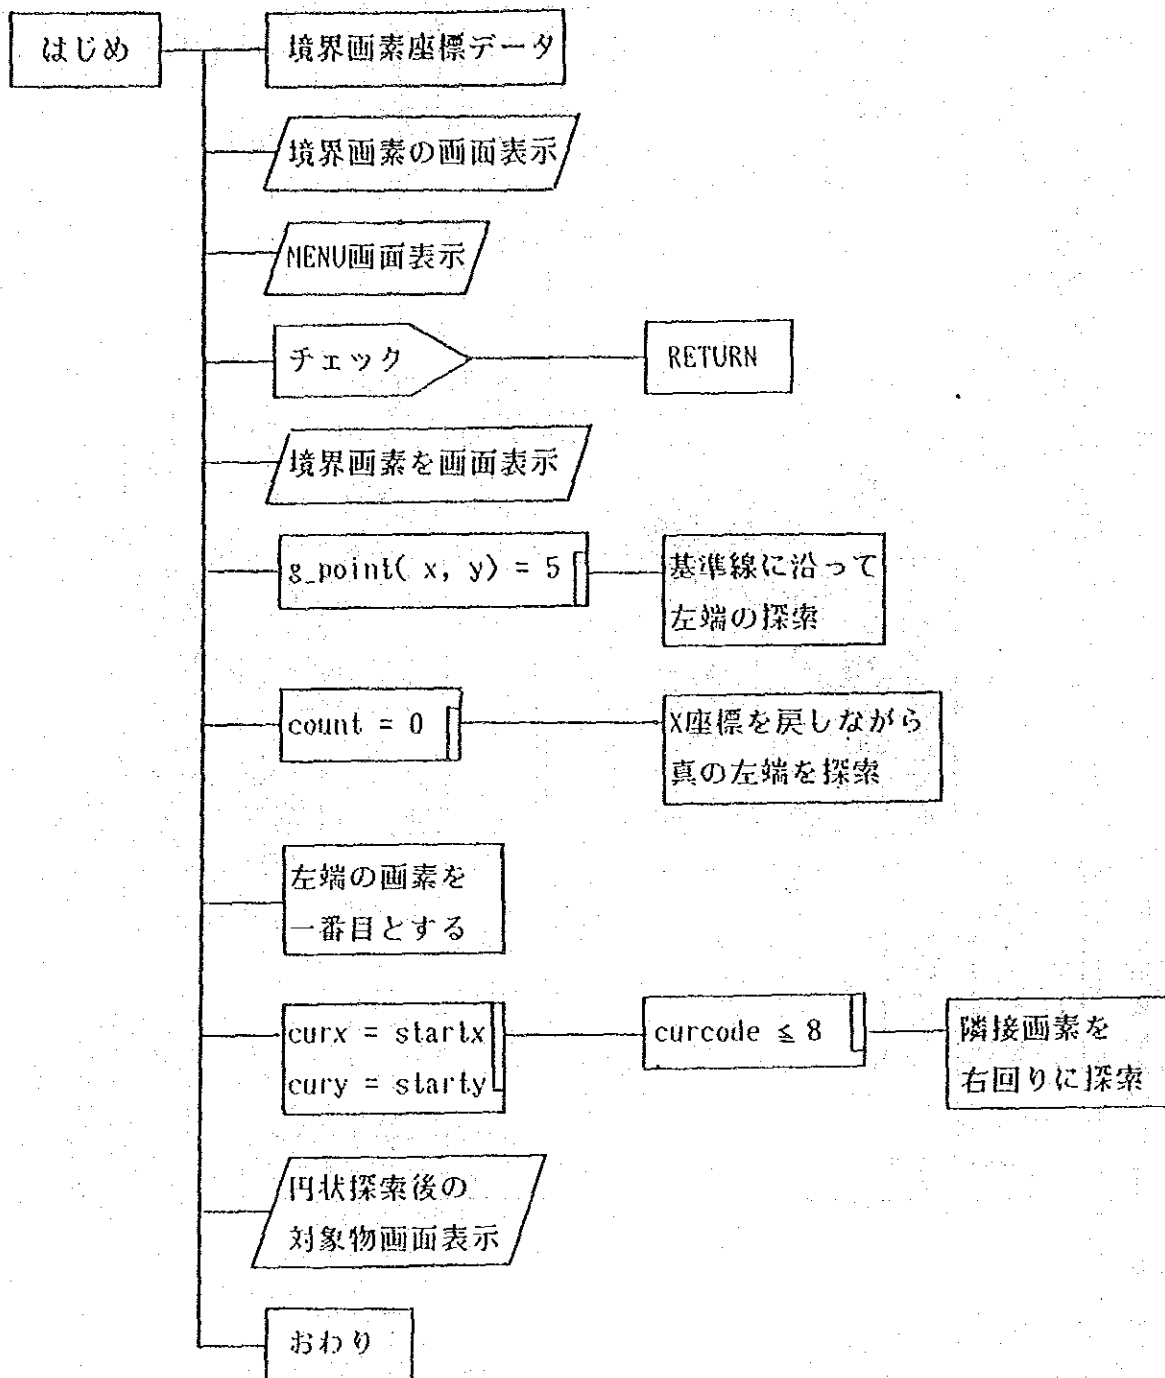 はじめ
境界画素座標データ
境界画素の画面表示
MENU画面表示
チェック
RETURN
境界画素を画面表示
g_point( x, y) = 5
基準線に沿って
左端の探索
count = 0
X座標を戻しながら
真の左端を探索
左端の画素を
一番目とする
curx = startx
cury = starty
curcode ≦ 8
隣接画素を
右回りに探索
円状探索後の
対象物画面表示
おわり